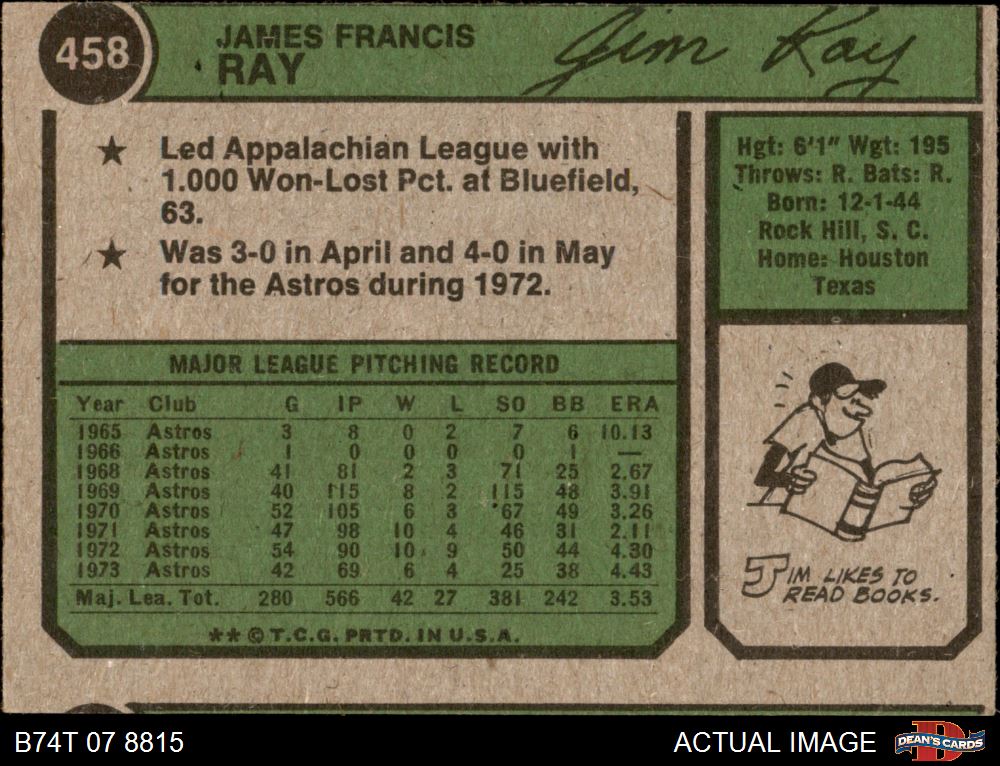 458
JAMES FRANCIS
RAY
Jim Ray
★ Led Appalachian League with
1.000 Won-Lost Pct. at Bluefield,
63.
★ Was 3-0 in April and 4-0 in May
for the Astros during 1972.
Hgt: 6'1" Wgt: 195
Throws: R. Bats: R.
Born: 12-1-44
Rock Hill, S. C.
Home: Houston
Texas
MAJOR LEAGUE PITCHING RECORD
Year Club G IP W L SO BB ERA
1965 Astros 3 8 0 2 7 6 10.13
1966 Astros 1 0 0 0 0 1 —
1968 Astros 41 81 2 3 71 25 2.67
1969 Astros 40 115 8 2 115 48 3.91
1970 Astros 52 105 6 3 67 49 3.26
1971 Astros 47 98 10 4 46 31 2.11
1972 Astros 54 90 10 9 50 44 4.30
1973 Astros 42 69 6 4 25 38 4.43
Maj. Lea. Tot. 280 566 42 27 381 242 3.53
** © T.C.G. PRTD. IN U.S.A.
JIM LIKES TO
READ BOOKS.
B74T 07 8815
ACTUAL IMAGE
DEAN'S CARDS